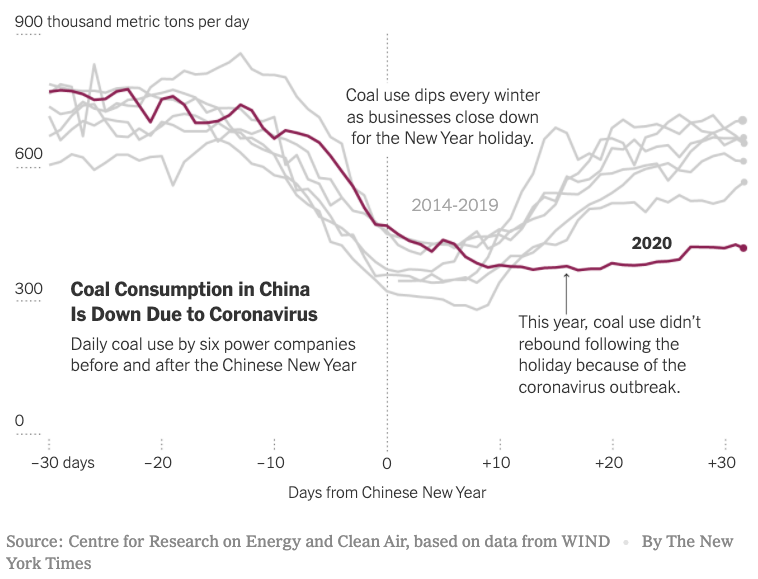 900 thousand metric tons per day
Coal use dips every winter
as businesses close down
for the New Year holiday.
600
2014-2019
2020
300
Coal Consumption in China
Is Down Due to Coronavirus
Daily coal use by six power companies
before and after the Chinese New Year
This year, coal use didn’t
rebound following the
holiday because of the
coronavirus outbreak.
0
–30 days –20 –10 0 +10 +20 +30
Days from Chinese New Year
Source: Centre for Research on Energy and Clean Air, based on data from WIND • By The New
York Times